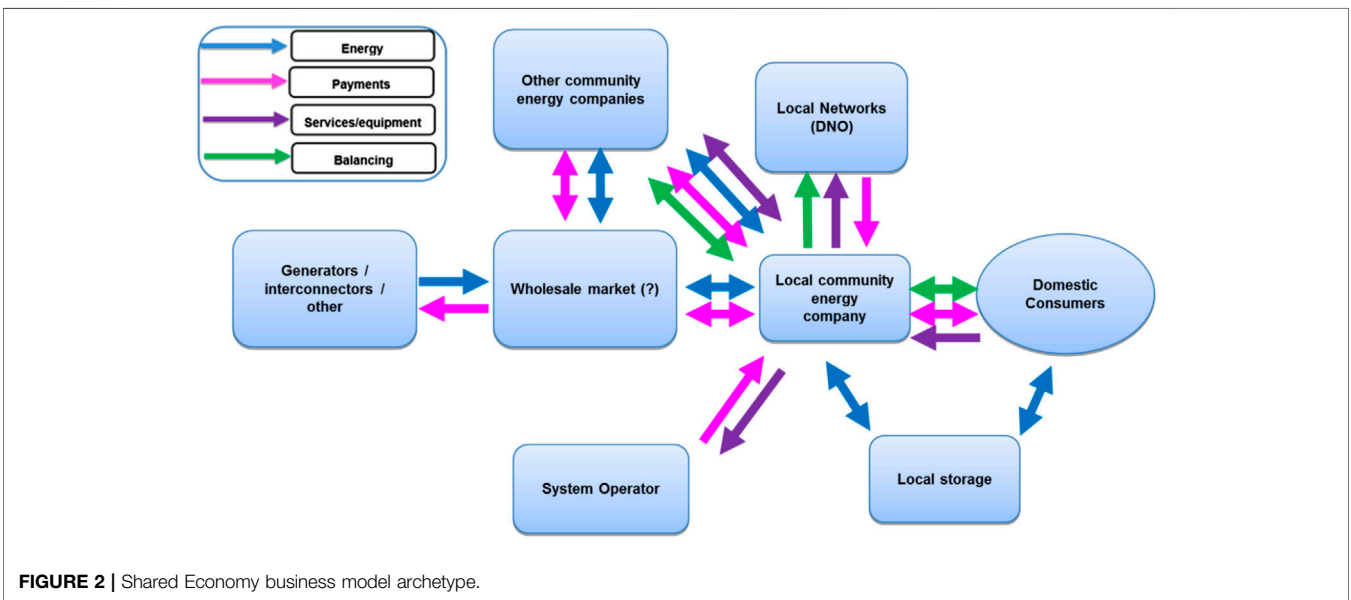 Energy
Payments
Services/equipment
Balancing
Other community
energy companies
Local Networks
(DNO)
Generators /
interconnectors /
other
Wholesale market (?)
Local community
energy
company
Domestic
Consumers
System Operator
Local storage
FIGURE 2 | Shared Economy business model archetype.